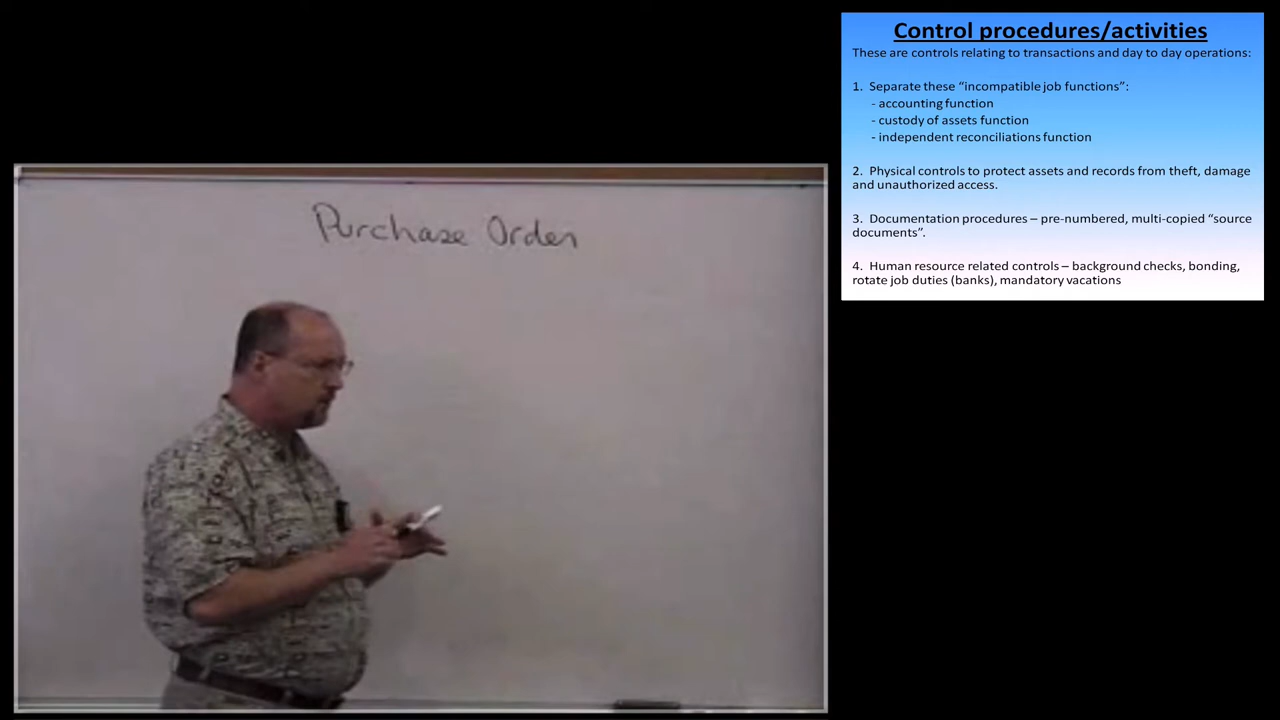 Control procedures/activities
These are controls relating to transactions and day to day operations:
1. Separate these “incompatible job functions”:
- accounting function
- custody of assets function
- independent reconciliations function
2. Physical controls to protect assets and records from theft, damage
and unauthorized access.
3. Documentation procedures – pre-numbered, multi-copied “source
documents”.
4. Human resource related controls – background checks, bonding,
rotate job duties (banks), mandatory vacations
Purchase Order